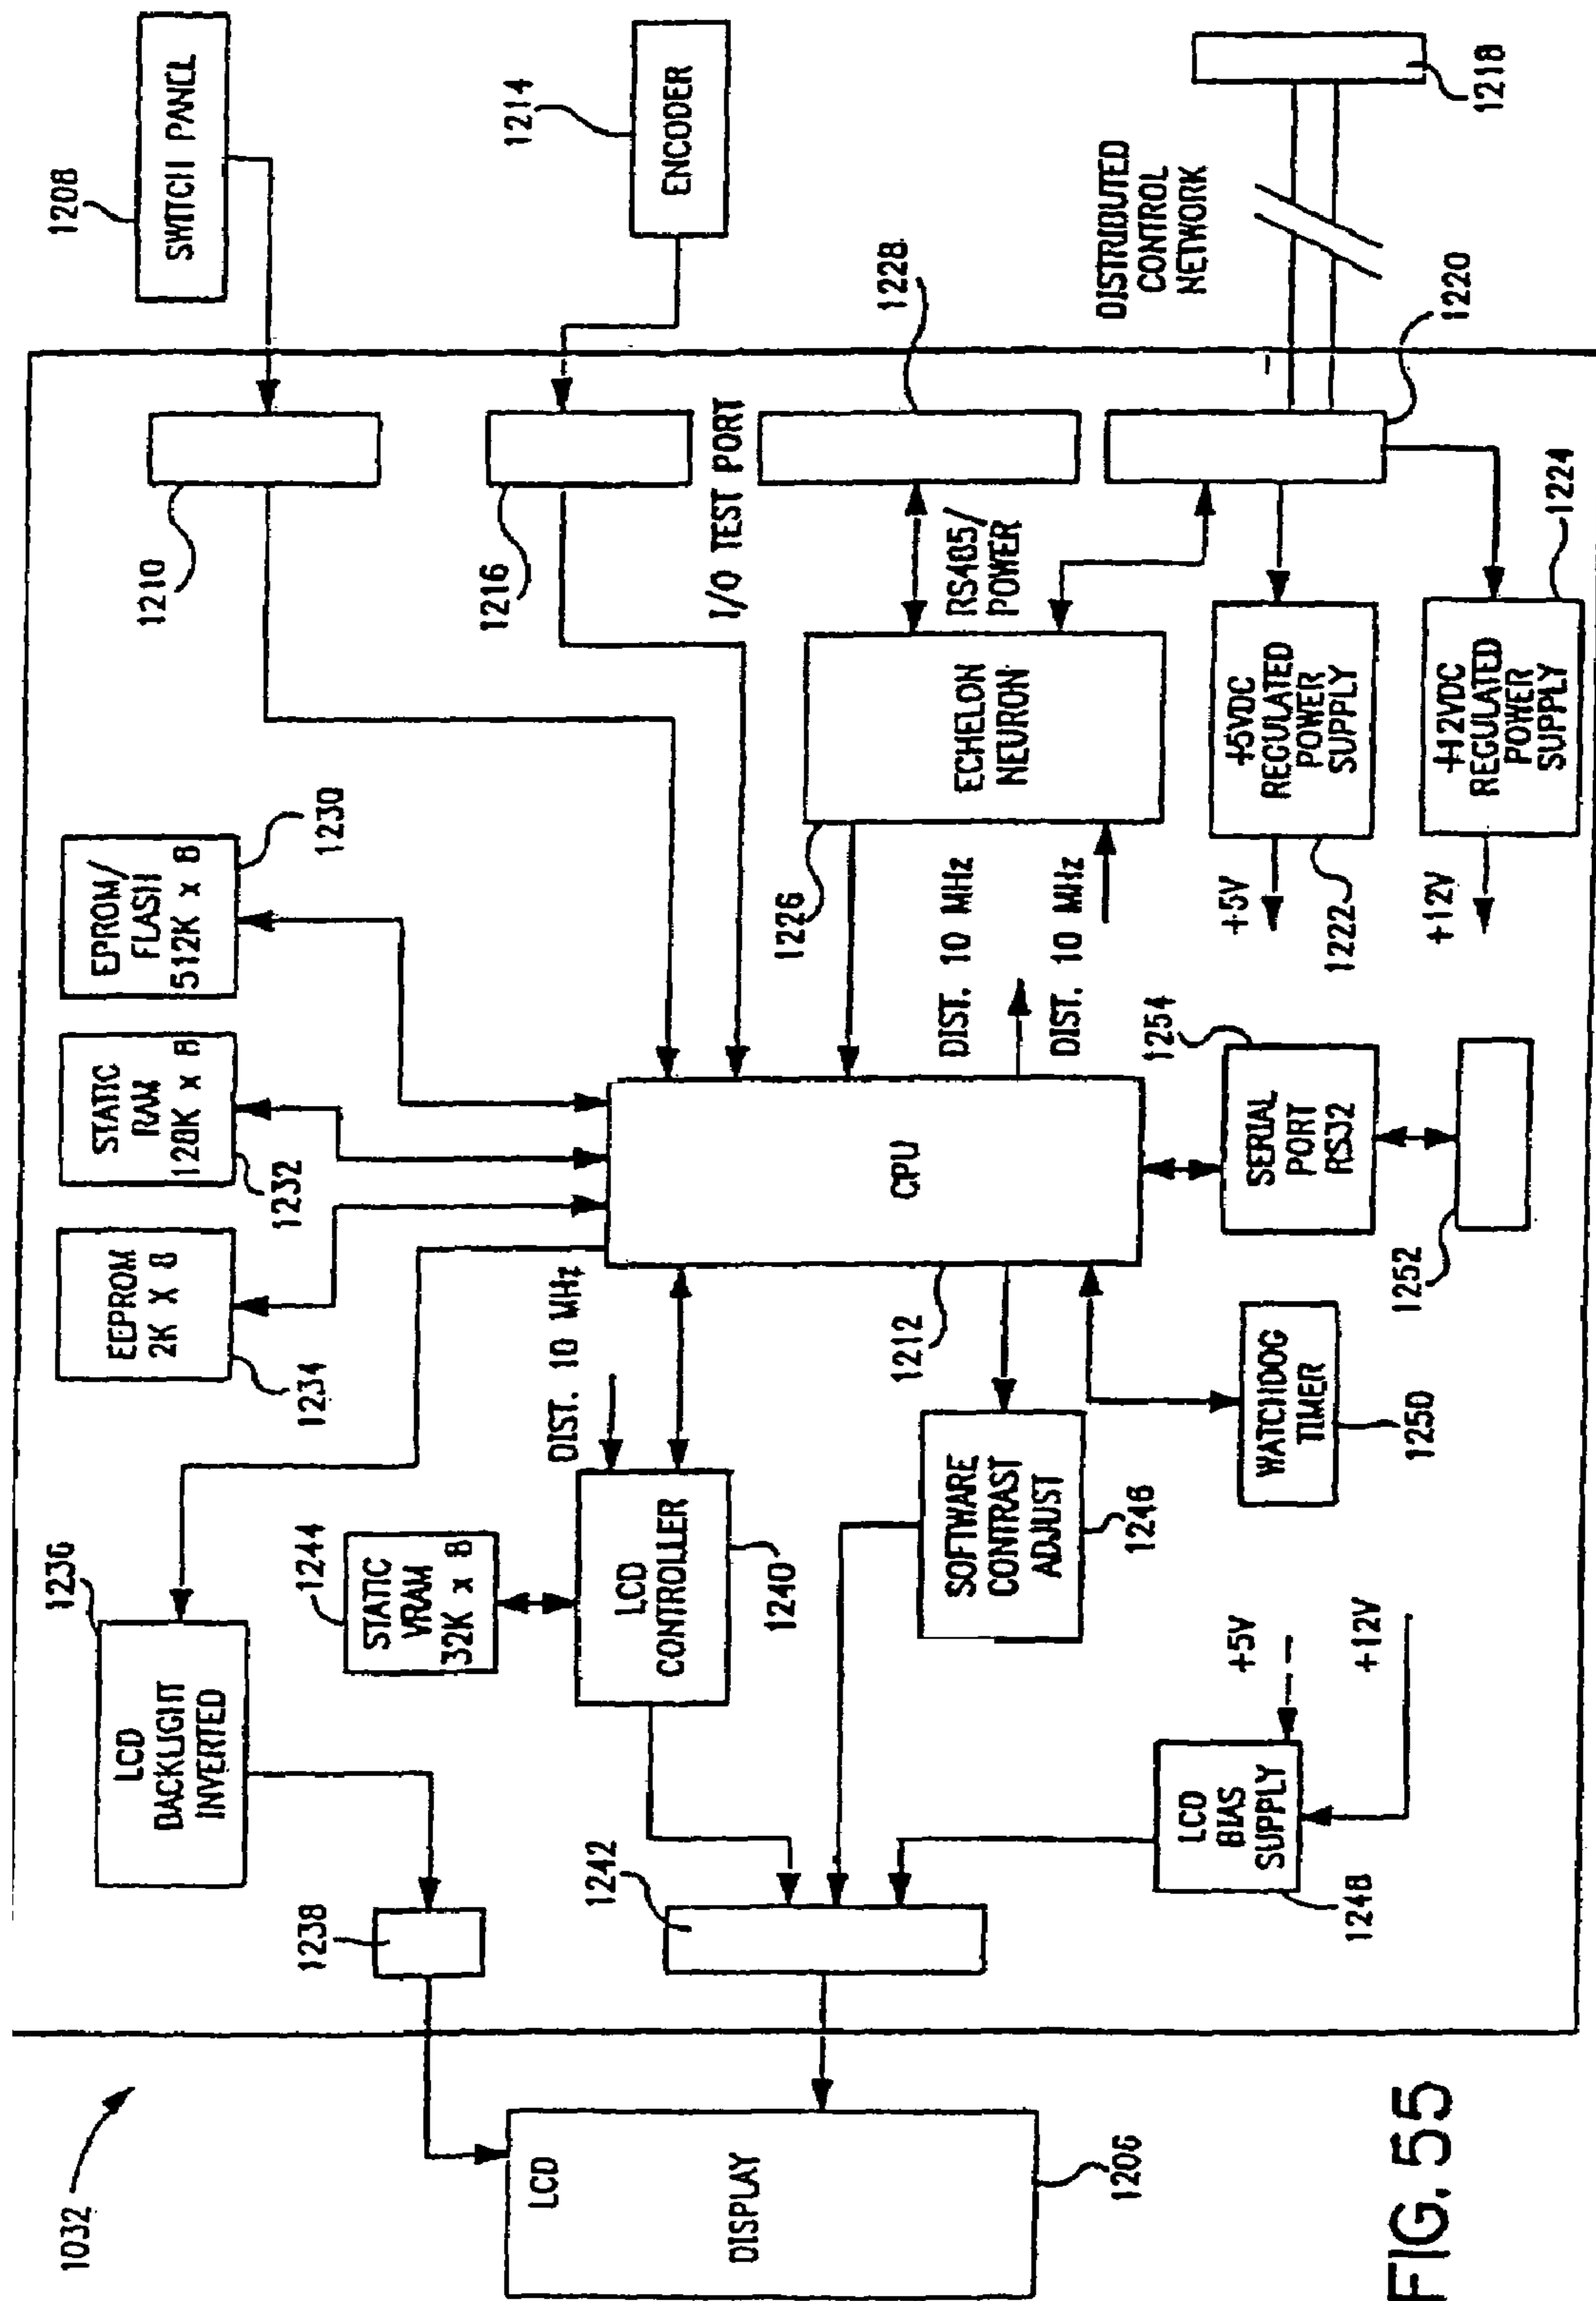 1032
LCD
DISPLAY
1206
1238
1242
LCD
BACKLIGHT
INVERTED
1236
STATIC
VRAM
32K x 8
1244
LCD
CONTROLLER
1240
DIST. 10 MHz
SOFTWARE
CONTRAST
ADJUST
1246
LCD
BIAS
SUPPLY
1248
+5V
+12V
EEPROM
2K X 8
1234
STATIC
RAM
128K x 8
1232
EPROM/
FLASH
512K x 8
1230
CPU
1212
WATCHDOG
TIMER
1250
SERIAL
PORT
RS32
1254
1252
DIST. 10 MHz
DIST. 10 MHz
ECHELON
NEURON
1226
RS485/
POWER
I/O TEST PORT
+5V
+5VDC
REGULATED
POWER
SUPPLY
1222
+12V
+12VDC
REGULATED
POWER
SUPPLY
1224
1210
1216
1228
1220
SWITCH PANEL
1208
ENCODER
1214
DISTRIBUTED
CONTROL
NETWORK
1218
FIG. 55